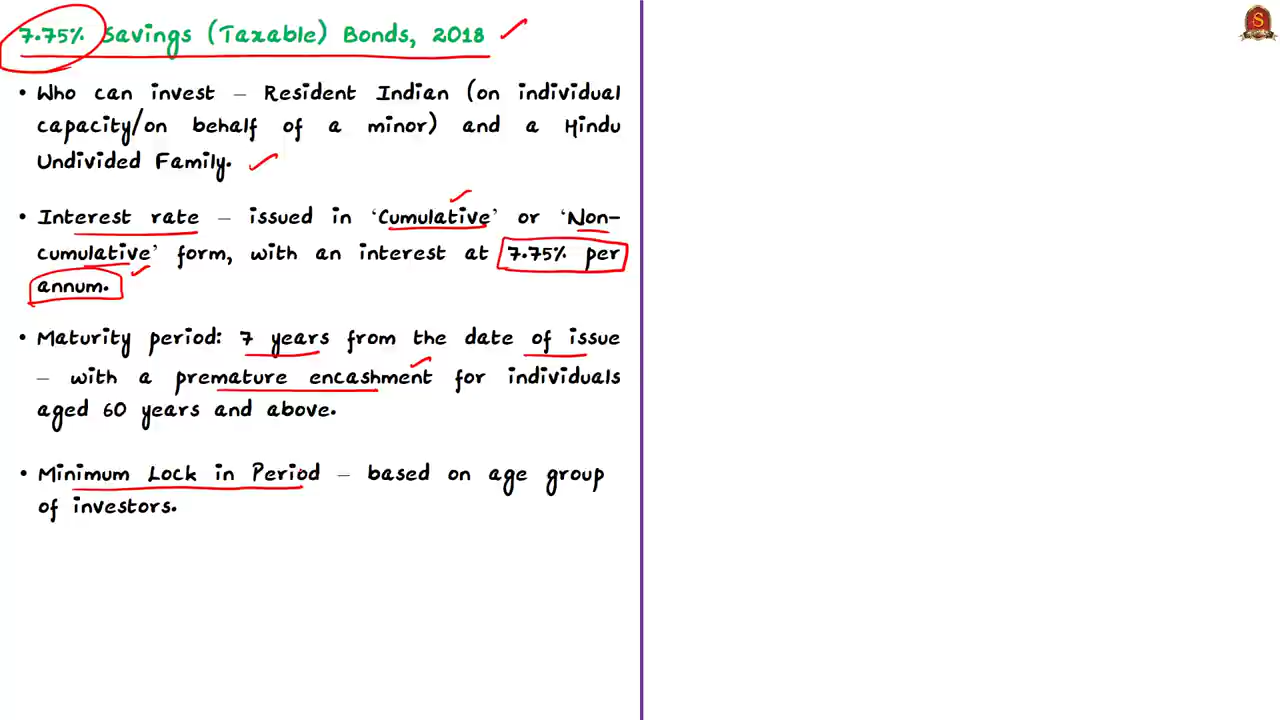 7.75% Savings (Taxable) Bonds, 2018
• Who can invest – Resident Indian (on individual
capacity/on behalf of a minor) and a Hindu
Undivided Family.
• Interest rate – issued in ‘Cumulative’ or ‘Non-
cumulative’ form, with an interest at 7.75% per
annum.
• Maturity period: 7 years from the date of issue
– with a premature encashment for individuals
aged 60 years and above.
• Minimum Lock in Period – based on age group
of investors.
S